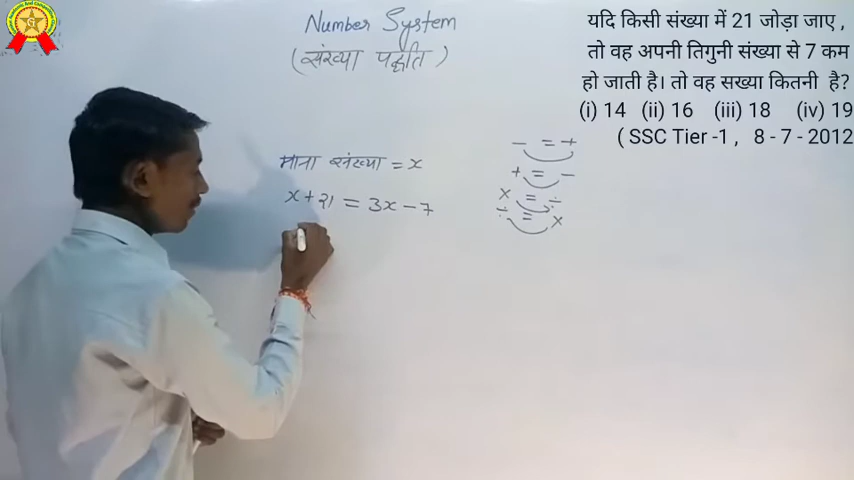 Number System
(संख्या पद्धति)
यदि किसी संख्या में 21 जोड़ा जाए ,
तो वह अपनी तिगुनी संख्या से 7 कम
हो जाती है। तो वह सख्या कितनी है?
(i) 14 (ii) 16 (iii) 18 (iv) 19
( SSC Tier -1 , 8 - 7 - 2012
माना संख्या = x
x + 21 = 3x - 7
- = +
+ = -
× = ÷
÷ = ×